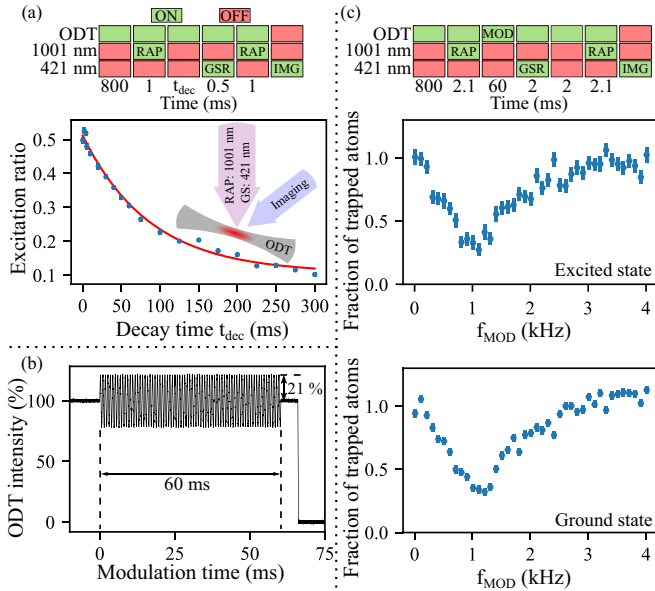 (a)
ON
OFF
ODT
1001 nm
RAP
RAP
421 nm
GSR
IMG
800 1 t_dec 0.5 1
Time (ms)
Excitation ratio
0.5
0.4
0.3
0.2
0.1
RAP: 1001 nm
GS: 421 nm
Imaging
ODT
0 50 100 150 200 250 300
Decay time t_dec (ms)
(b)
ODT intensity (%)
100
50
0
21 %
60 ms
0 25 50 75
Modulation time (ms)
(c)
ODT
MOD
1001 nm
RAP
RAP
421 nm
GSR
IMG
800 2.1 60 2 2 2.1
Time (ms)
Fraction of trapped atoms
1.0
0.5
0.0
Excited state
0 1 2 3 4
f_MOD (kHz)
Fraction of trapped atoms
1.0
0.5
0.0
Ground state
0 1 2 3 4
f_MOD (kHz)